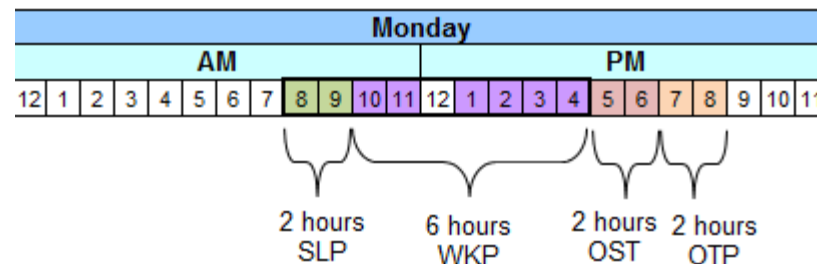 Monday
AM PM
12 1 2 3 4 5 6 7 8 9 10 11 12 1 2 3 4 5 6 7 8 9 10 11
2 hours 6 hours 2 hours 2 hours
SLP WKP OST OTP